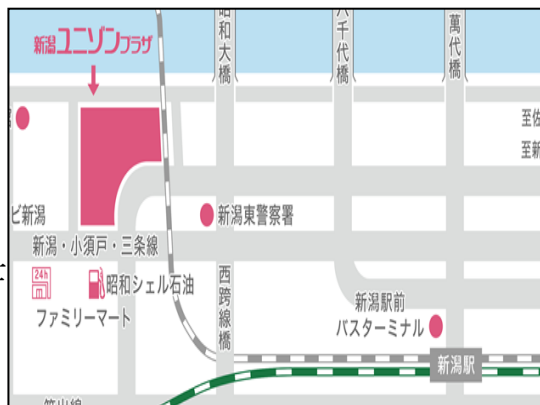 新潟ユニゾンプラザ
昭和大橋
八千代橋
萬代橋
至佐
至新
ビ新潟
新潟東警察署
新潟・小須戸・三条線
24h
昭和シェル石油
ファミリーマート
西跨線橋
新潟駅前
バスターミナル
新潟駅